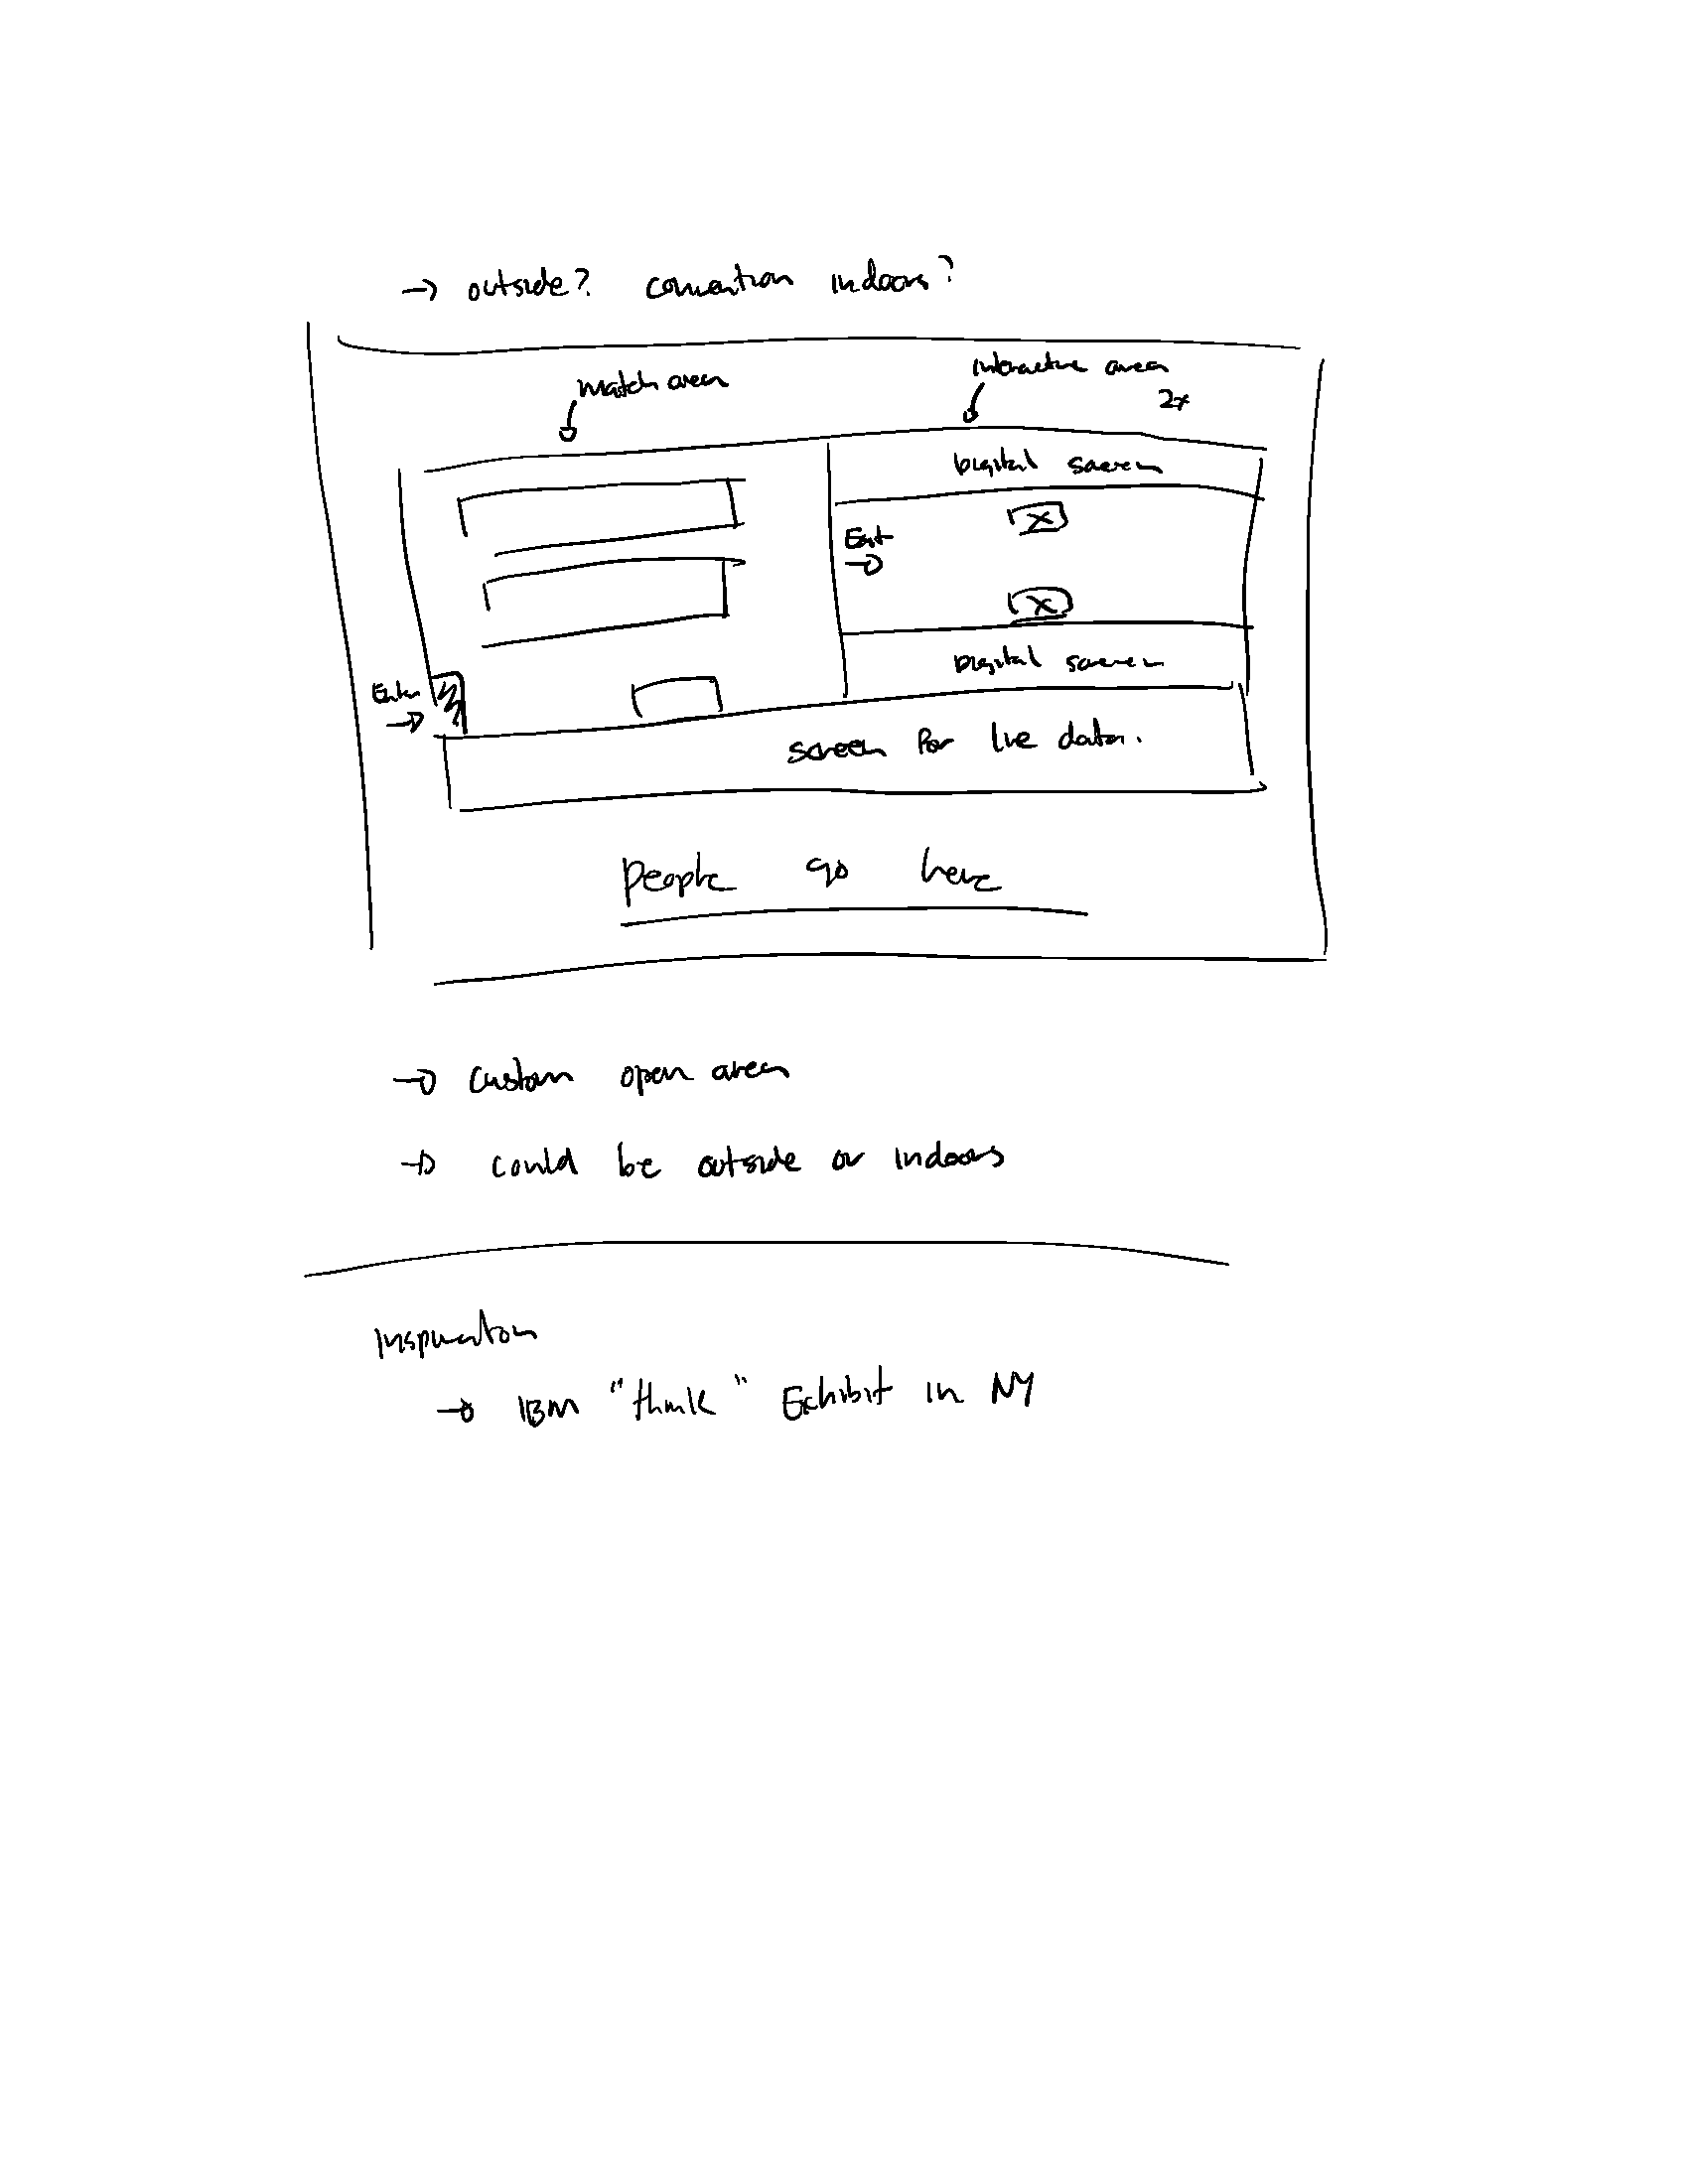 → outside? convention indoors?
match area
interactive area
2x
Digital screen
Exit
→
X
X
Digital screen
Enter
→
screen for live data.
people go here
→ custom open area
→ could be outside or indoors
Inspiration
→ IBM "think" Exhibit in NY